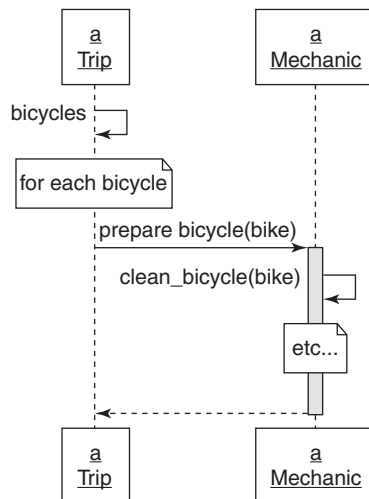 a
Trip
a
Mechanic
bicycles
for each bicycle
prepare bicycle(bike)
clean_bicycle(bike)
etc...
a
Trip
a
Mechanic